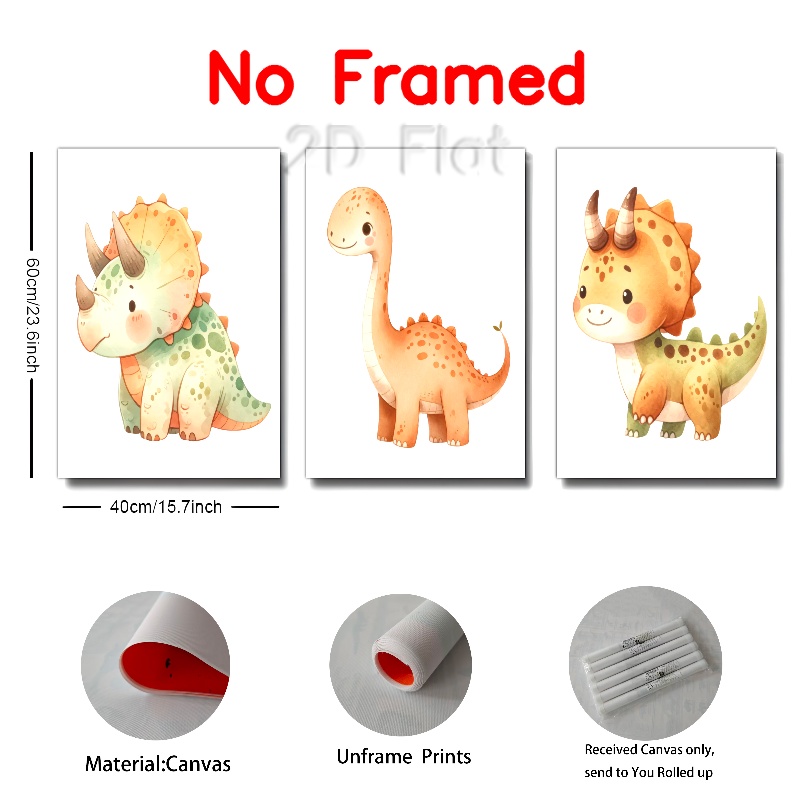 No Framed
2D Flat
60cm/23.6inch
40cm/15.7inch
Material:Canvas
Unframe Prints
Received Canvas only,
send to You Rolled up